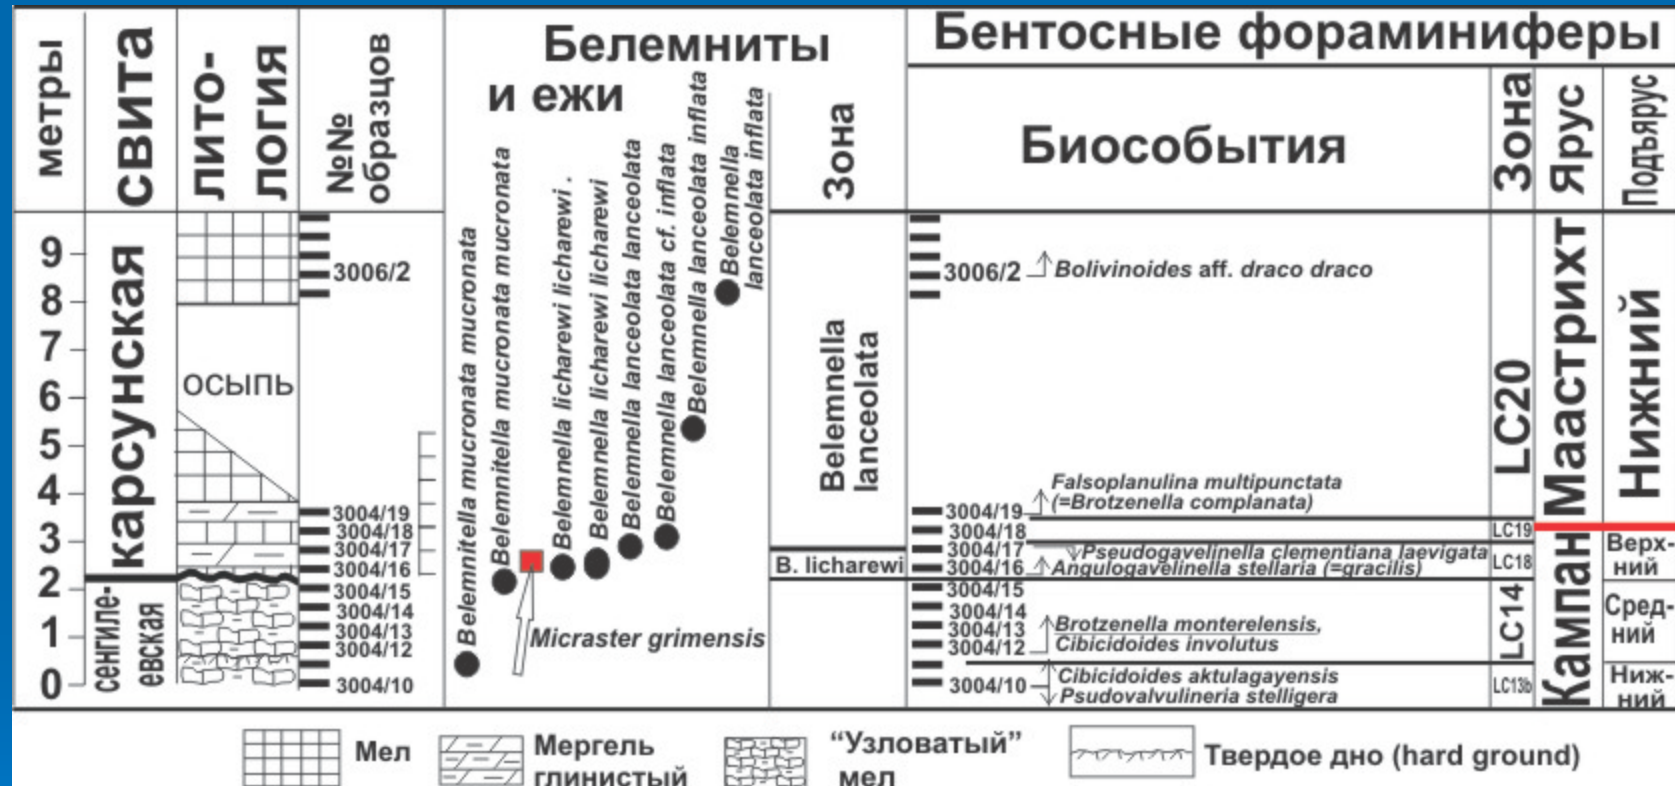 метры
свита
лито-
логия
№№
образцов
Белемниты
и ежи
Зона
Бентосные фораминиферы
Биособытия
Зона
Ярус
Подъярус
9
8
7
6
5
4
3
2
1
0
карсунская
сенгиле-
евская
осыпь
3006/2
3004/19
3004/18
3004/17
3004/16
3004/15
3004/14
3004/13
3004/12
3004/10
Belemnitella mucronata mucronata
Belemnitella mucronata mucronata
Belemnella licharewi licharewi .
Belemnella licharewi licharewi
Belemnella lanceolata lanceolata
Belemnella lanceolata cf. inflata
Belemnella lanceolata inflata
Belemnella
lanceolata inflata
Micraster grimensis
Belemnella
lanceolata
B. licharewi
3006/2
Bolivinoides aff. draco draco
3004/19
Falsoplanulina multipunctata
(=Brotzenella complanata)
3004/18
3004/17
Pseudogavelinella clementiana laevigata
3004/16
Angulogavelinella stellaria (=gracilis)
3004/15
3004/14
3004/13
Brotzenella monterelensis,
3004/12
Cibicidoides involutus
3004/10
Cibicidoides aktulagayensis
Psudovalvulineria stelligera
LC20
LC19
LC18
LC14
LC13b
Маастрихт
Кампан
Нижний
Верх-
ний
Сред-
ний
Ниж-
ний
Мел
Мергель
глинистый
“Узловатый”
мел
Твердое дно (hard ground)